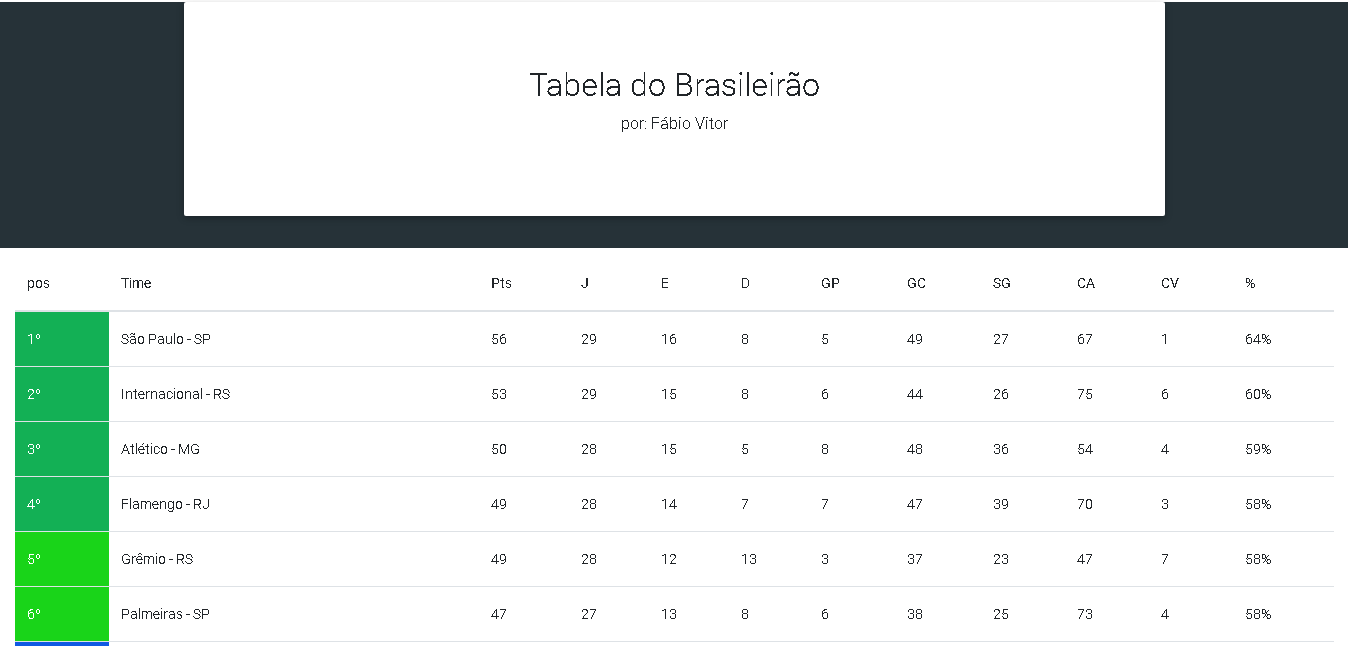 Tabela do Brasileirão
por: Fábio Vitor
pos Time Pts J E D GP GC SG CA CV %
1º São Paulo - SP 56 29 16 8 5 49 27 67 1 64%
2º Internacional - RS 53 29 15 8 6 44 26 75 6 60%
3º Atlético - MG 50 28 15 5 8 48 36 54 4 59%
4º Flamengo - RJ 49 28 14 7 7 47 39 70 3 58%
5º Grêmio - RS 49 28 12 13 3 37 23 47 7 58%
6º Palmeiras - SP 47 27 13 8 6 38 25 73 4 58%